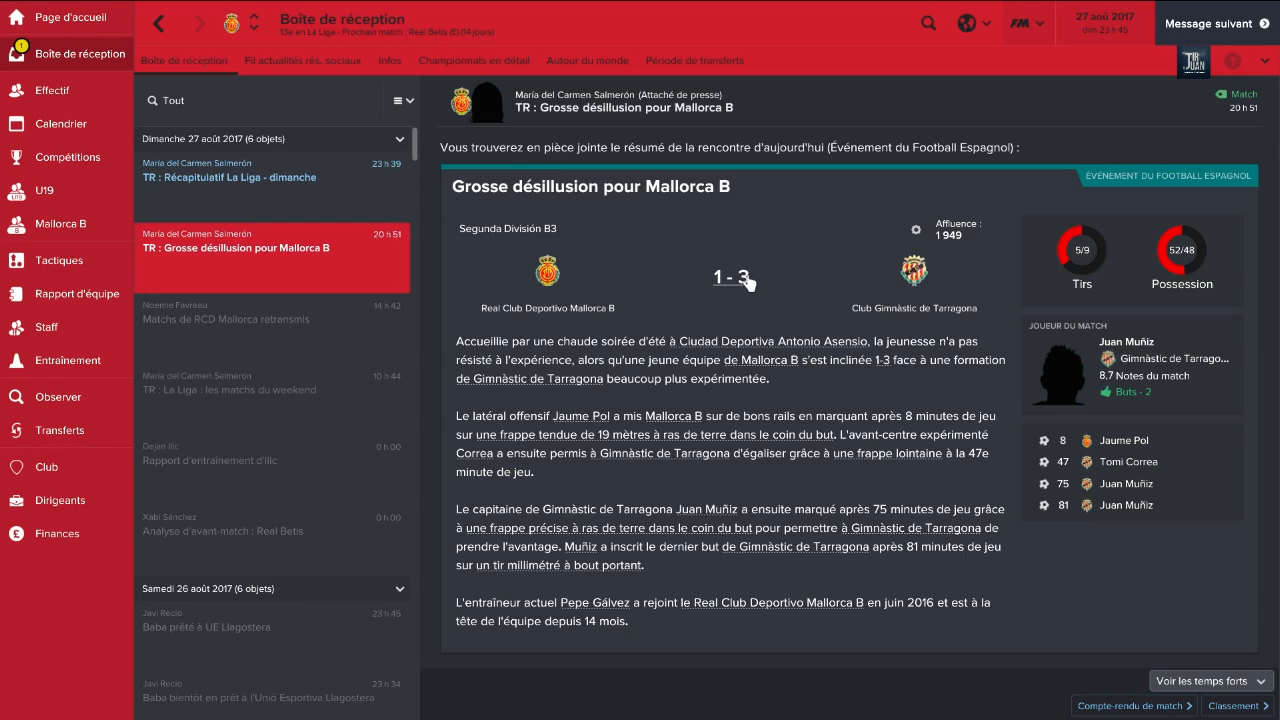 Page d'accueil
Boîte de réception
1
Effectif
Calendrier
Compétitions
U19
U19
Mallorca B
B
Tactiques
Rapport d'équipe
Staff
Entraînement
Observer
Transferts
Club
Dirigeants
Finances
Boîte de réception
13e en La Liga - Prochain match : Real Betis (E) (14 jours)
FM
27 aoû 2017
dim 23 h 45
Message suivant
Boîte de réception
Fil actualités rés. sociaux
Infos
Championnats en détail
Autour du monde
Période de transferts
TIR
JUAN
?
Tout
Dimanche 27 août 2017 (6 objets)
María del Carmen Salmerón 23 h 39
TR : Récapitulatif La Liga - dimanche
María del Carmen Salmerón 20 h 51
TR : Grosse désillusion pour Mallorca B
Noemie Favreau 14 h 42
Matchs de RCD Mallorca retransmis
María del Carmen Salmerón 10 h 44
TR : La Liga : les matchs du weekend
Dejan Ilic 0 h 00
Rapport d'entraînement d'Ilic
Xabi Sánchez 0 h 00
Analyse d'avant-match : Real Betis
Samedi 26 août 2017 (6 objets)
Javi Recio 23 h 45
Baba prêté à UE Llagostera
Javi Recio 23 h 34
Baba bientôt en prêt à l'Unió Esportiva Llagostera
María del Carmen Salmerón (Attaché de presse)
TR : Grosse désillusion pour Mallorca B
Match
20 h 51
Vous trouverez en pièce jointe le résumé de la rencontre d'aujourd'hui (Événement du Football Espagnol) :
ÉVÉNEMENT DU FOOTBALL ESPAGNOL
Grosse désillusion pour Mallorca B
Segunda División B3
Affluence :
1 949
1 - 3
Real Club Deportivo Mallorca B
Club Gimnàstic de Tarragona
Accueillie par une chaude soirée d'été à Ciudad Deportiva Antonio Asensio, la jeunesse n'a pas
résisté à l'expérience, alors qu'une jeune équipe de Mallorca B s'est inclinée 1-3 face à une formation
de Gimnàstic de Tarragona beaucoup plus expérimentée.
Le latéral offensif Jaume Pol a mis Mallorca B sur de bons rails en marquant après 8 minutes de jeu
sur une frappe tendue de 19 mètres à ras de terre dans le coin du but. L'avant-centre expérimenté
Correa a ensuite permis à Gimnàstic de Tarragona d'égaliser grâce à une frappe lointaine à la 47e
minute de jeu.
Le capitaine de Gimnàstic de Tarragona Juan Muñiz a ensuite marqué après 75 minutes de jeu grâce
à une frappe précise à ras de terre dans le coin du but pour permettre à Gimnàstic de Tarragona de
prendre l'avantage. Muñiz a inscrit le dernier but de Gimnàstic de Tarragona après 81 minutes de jeu
sur un tir millimétré à bout portant.
L'entraîneur actuel Pepe Gálvez a rejoint le Real Club Deportivo Mallorca B en juin 2016 et est à la
tête de l'équipe depuis 14 mois.
5/9
Tirs
52/48
Possession
JOUEUR DU MATCH
Juan Muñiz
Gimnàstic de Tarrago...
8.7 Notes du match
Buts - 2
8 Jaume Pol
47 Tomi Correa
75 Juan Muñiz
81 Juan Muñiz
Voir les temps forts
Compte-rendu de match
Classement